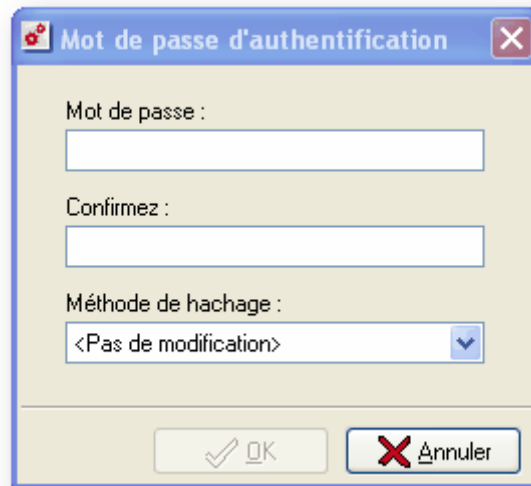 Mot de passe d'authentification
Mot de passe :
Confirmez :
Méthode de hachage :
<Pas de modification>
OK
Annuler